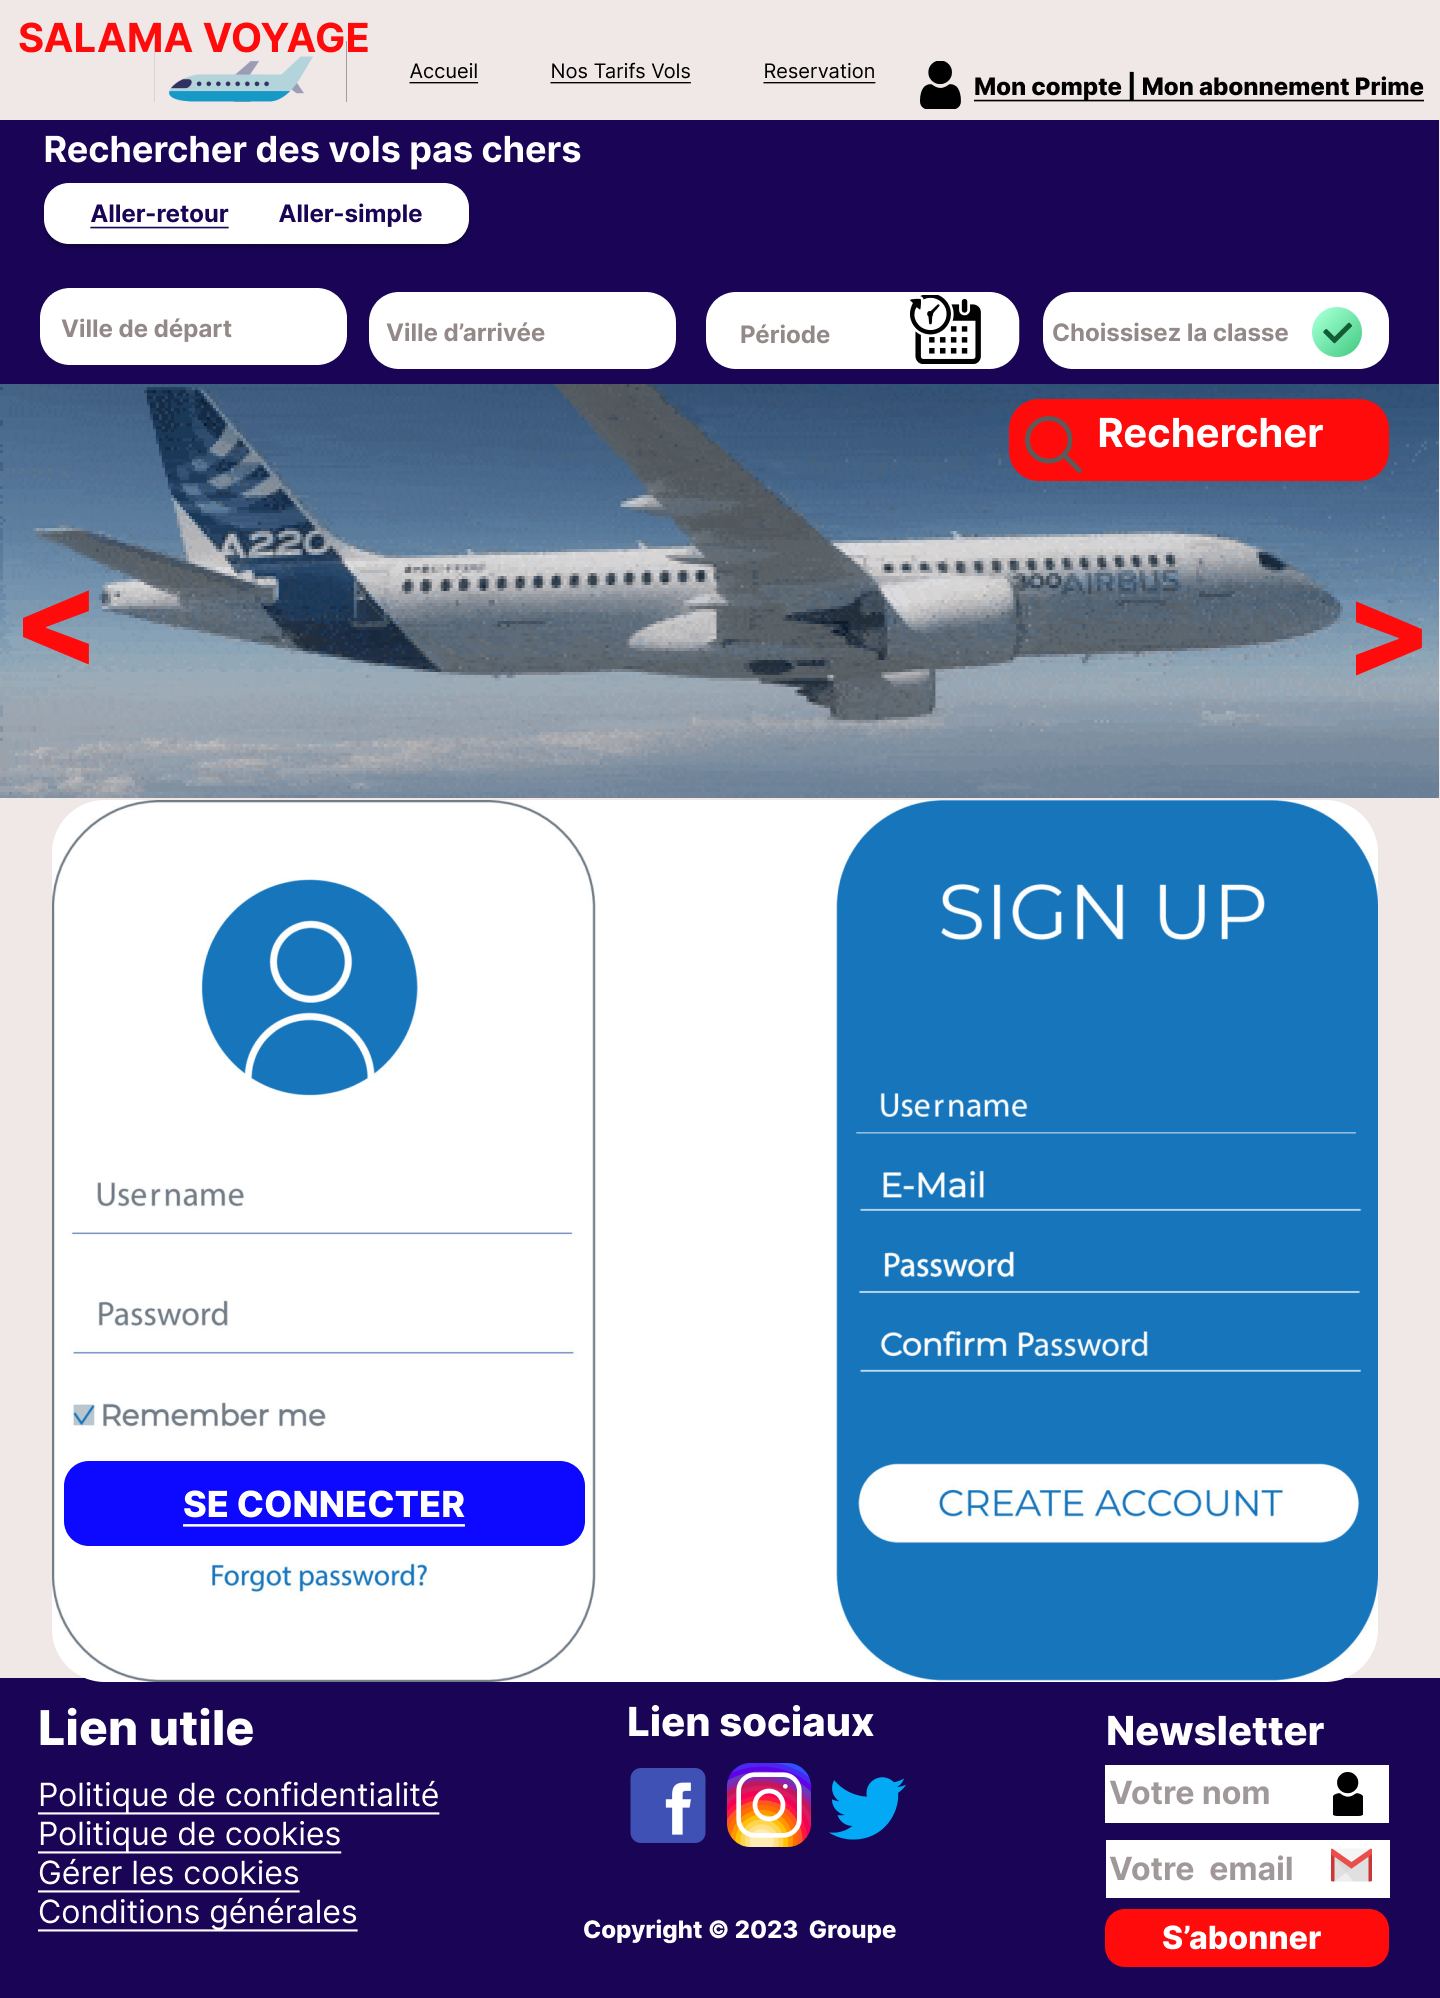 SALAMA VOYAGE
Accueil
Nos Tarifs Vols
Reservation
Mon compte | Mon abonnement Prime
Rechercher des vols pas chers
Aller-retour
Aller-simple
Ville de départ
Ville d’arrivée
Période
Choissisez la classe
Rechercher
A220
300 AIRBUS
<
>
SIGN UP
Username
E-Mail
Password
Confirm Password
CREATE ACCOUNT
Username
Password
Remember me
SE CONNECTER
Forgot password?
Lien utile
Politique de confidentialité
Politique de cookies
Gérer les cookies
Conditions générales
Lien sociaux
Copyright © 2023 Groupe
Newsletter
Votre nom
Votre email
S’abonner